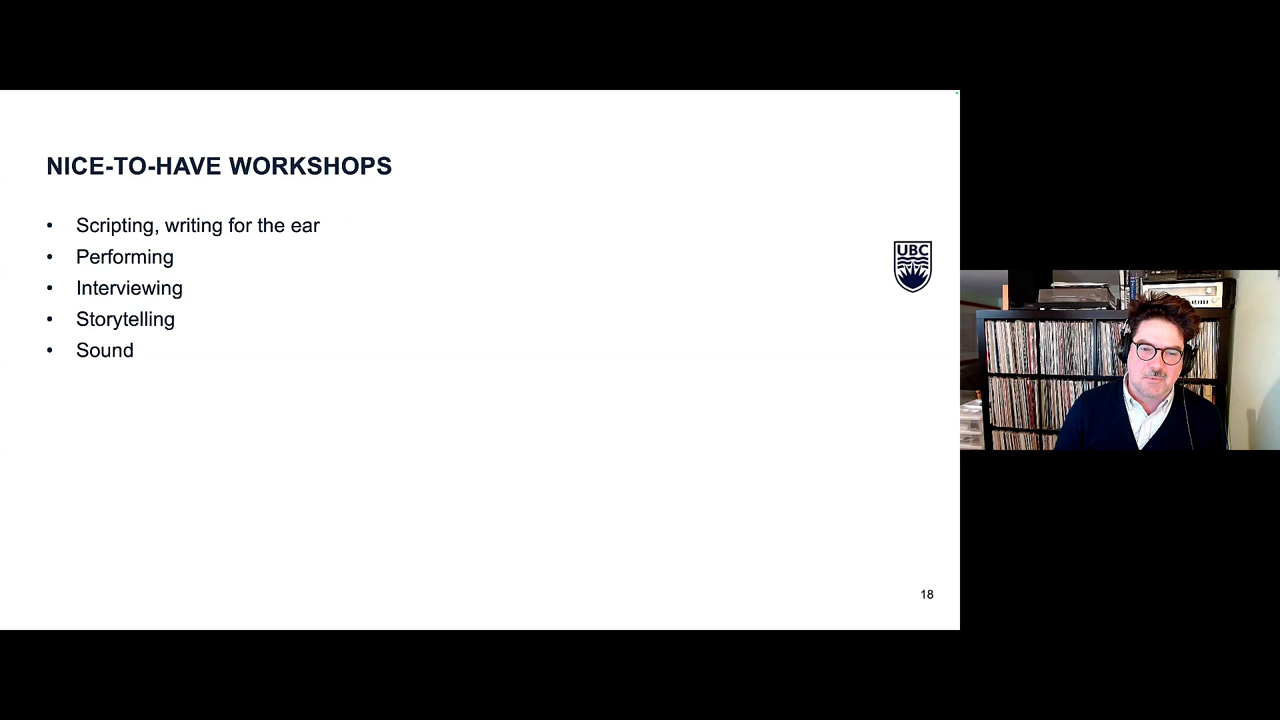 NICE-TO-HAVE WORKSHOPS
• Scripting, writing for the ear
• Performing
• Interviewing
• Storytelling
• Sound
UBC
18